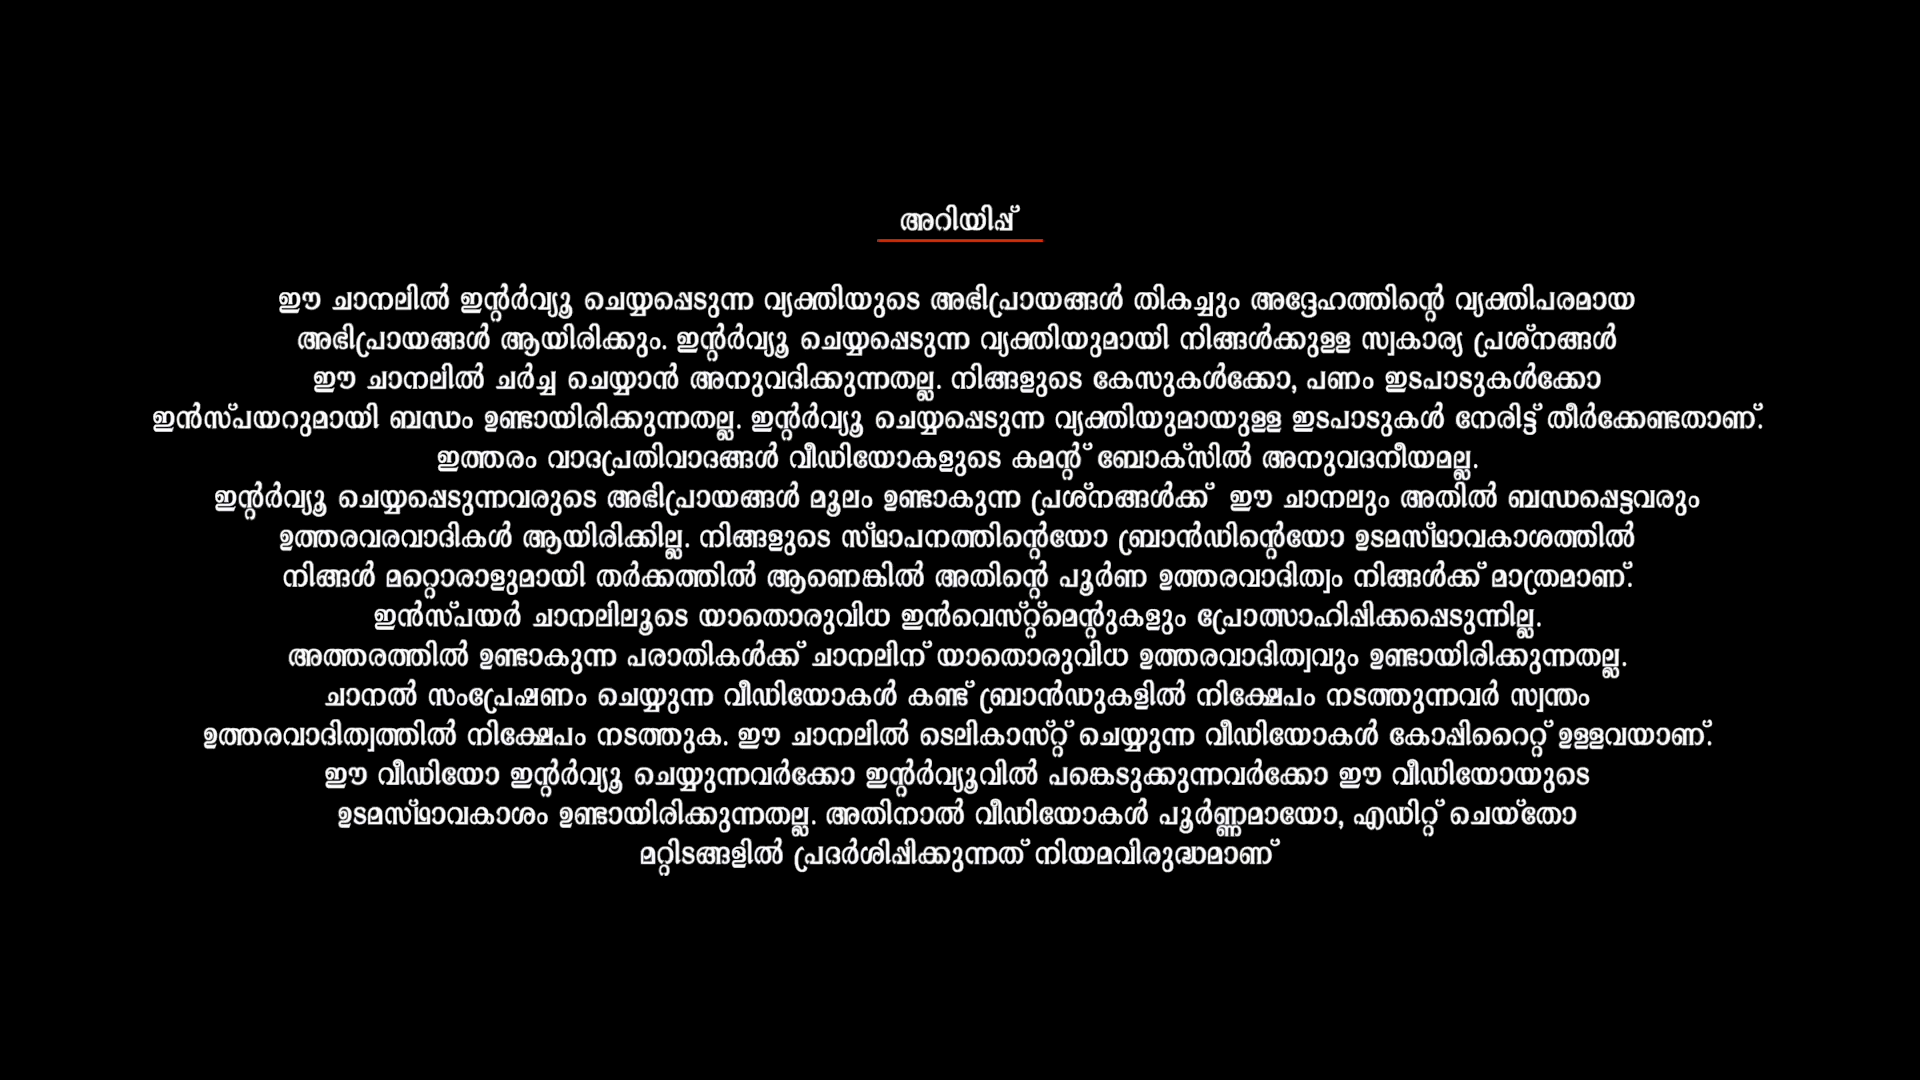 അറിയിപ്പ്
ഈ ചാനലിൽ ഇന്റർവ്യൂ ചെയ്യപ്പെടുന്ന വ്യക്തിയുടെ അഭിപ്രായങ്ങൾ തികച്ചും അദ്ദേഹത്തിന്റെ വ്യക്തിപരമായ
അഭിപ്രായങ്ങൾ ആയിരിക്കും. ഇന്റർവ്യൂ ചെയ്യപ്പെടുന്ന വ്യക്തിയുമായി നിങ്ങൾക്കുള്ള സ്വകാര്യ പ്രശ്നങ്ങൾ
ഈ ചാനലിൽ ചർച്ച ചെയ്യാൻ അനുവദിക്കുന്നതല്ല. നിങ്ങളുടെ കേസുകൾക്കോ, പണം ഇടപാടുകൾക്കോ
ഇൻസ്പയറുമായി ബന്ധം ഉണ്ടായിരിക്കുന്നതല്ല. ഇന്റർവ്യൂ ചെയ്യപ്പെടുന്ന വ്യക്തിയുമായുള്ള ഇടപാടുകൾ നേരിട്ട് തീർക്കേണ്ടതാണ്.
ഇത്തരം വാദപ്രതിവാദങ്ങൾ വീഡിയോകളുടെ കമന്റ് ബോക്സിൽ അനുവദനീയമല്ല.
ഇന്റർവ്യൂ ചെയ്യപ്പെടുന്നവരുടെ അഭിപ്രായങ്ങൾ മൂലം ഉണ്ടാകുന്ന പ്രശ്നങ്ങൾക്ക് ഈ ചാനലും അതിൽ ബന്ധപ്പെട്ടവരും
ഉത്തരവരവാദികൾ ആയിരിക്കില്ല. നിങ്ങളുടെ സ്ഥാപനത്തിന്റെയോ ബ്രാൻഡിന്റെയോ ഉടമസ്ഥാവകാശത്തിൽ
നിങ്ങൾ മറ്റൊരാളുമായി തർക്കത്തിൽ ആണെങ്കിൽ അതിന്റെ പൂർണ ഉത്തരവാദിത്വം നിങ്ങൾക്ക് മാത്രമാണ്.
ഇൻസ്പയർ ചാനലിലൂടെ യാതൊരുവിധ ഇൻവെസ്റ്റ്മെന്റുകളും പ്രോത്സാഹിപ്പിക്കപ്പെടുന്നില്ല.
അത്തരത്തിൽ ഉണ്ടാകുന്ന പരാതികൾക്ക് ചാനലിന് യാതൊരുവിധ ഉത്തരവാദിത്വവും ഉണ്ടായിരിക്കുന്നതല്ല.
ചാനൽ സംപ്രേഷണം ചെയ്യുന്ന വീഡിയോകൾ കണ്ട് ബ്രാൻഡുകളിൽ നിക്ഷേപം നടത്തുന്നവർ സ്വന്തം
ഉത്തരവാദിത്വത്തിൽ നിക്ഷേപം നടത്തുക. ഈ ചാനലിൽ ടെലികാസ്റ്റ് ചെയ്യുന്ന വീഡിയോകൾ കോപ്പിറൈറ്റ് ഉള്ളവയാണ്.
ഈ വീഡിയോ ഇന്റർവ്യൂ ചെയ്യുന്നവർക്കോ ഇന്റർവ്യൂവിൽ പങ്കെടുക്കുന്നവർക്കോ ഈ വീഡിയോയുടെ
ഉടമസ്ഥാവകാശം ഉണ്ടായിരിക്കുന്നതല്ല. അതിനാൽ വീഡിയോകൾ പൂർണ്ണമായോ, എഡിറ്റ് ചെയ്തോ
മറ്റിടങ്ങളിൽ പ്രദർശിപ്പിക്കുന്നത് നിയമവിരുദ്ധമാണ്